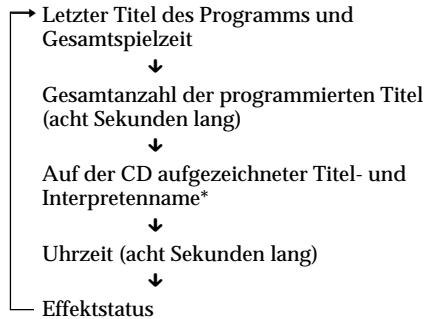 Letzter Titel des Programms und
Gesamtspielzeit
Gesamtanzahl der programmierten Titel
(acht Sekunden lang)
Auf der CD aufgezeichneter Titel- und
Interpretenname*
Uhrzeit (acht Sekunden lang)
Effektstatus